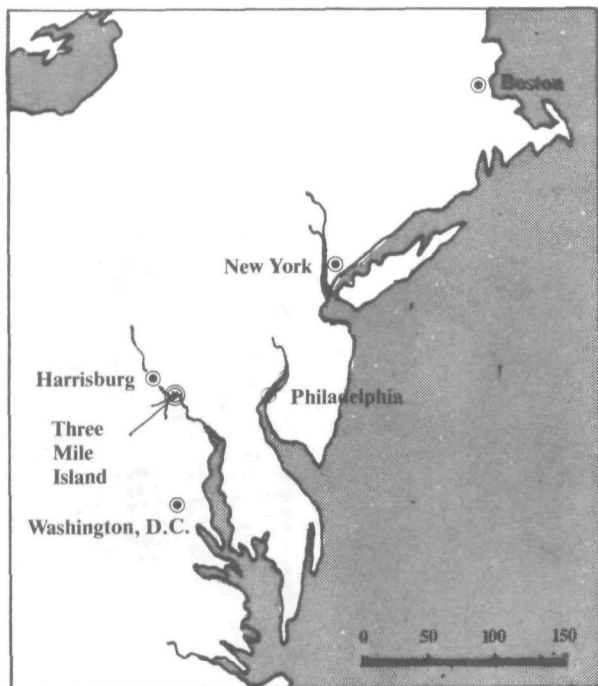 Boston
New York
Harrisburg
Philadelphia
Three
Mile
Island
Washington, D.C.
0 50 100 150